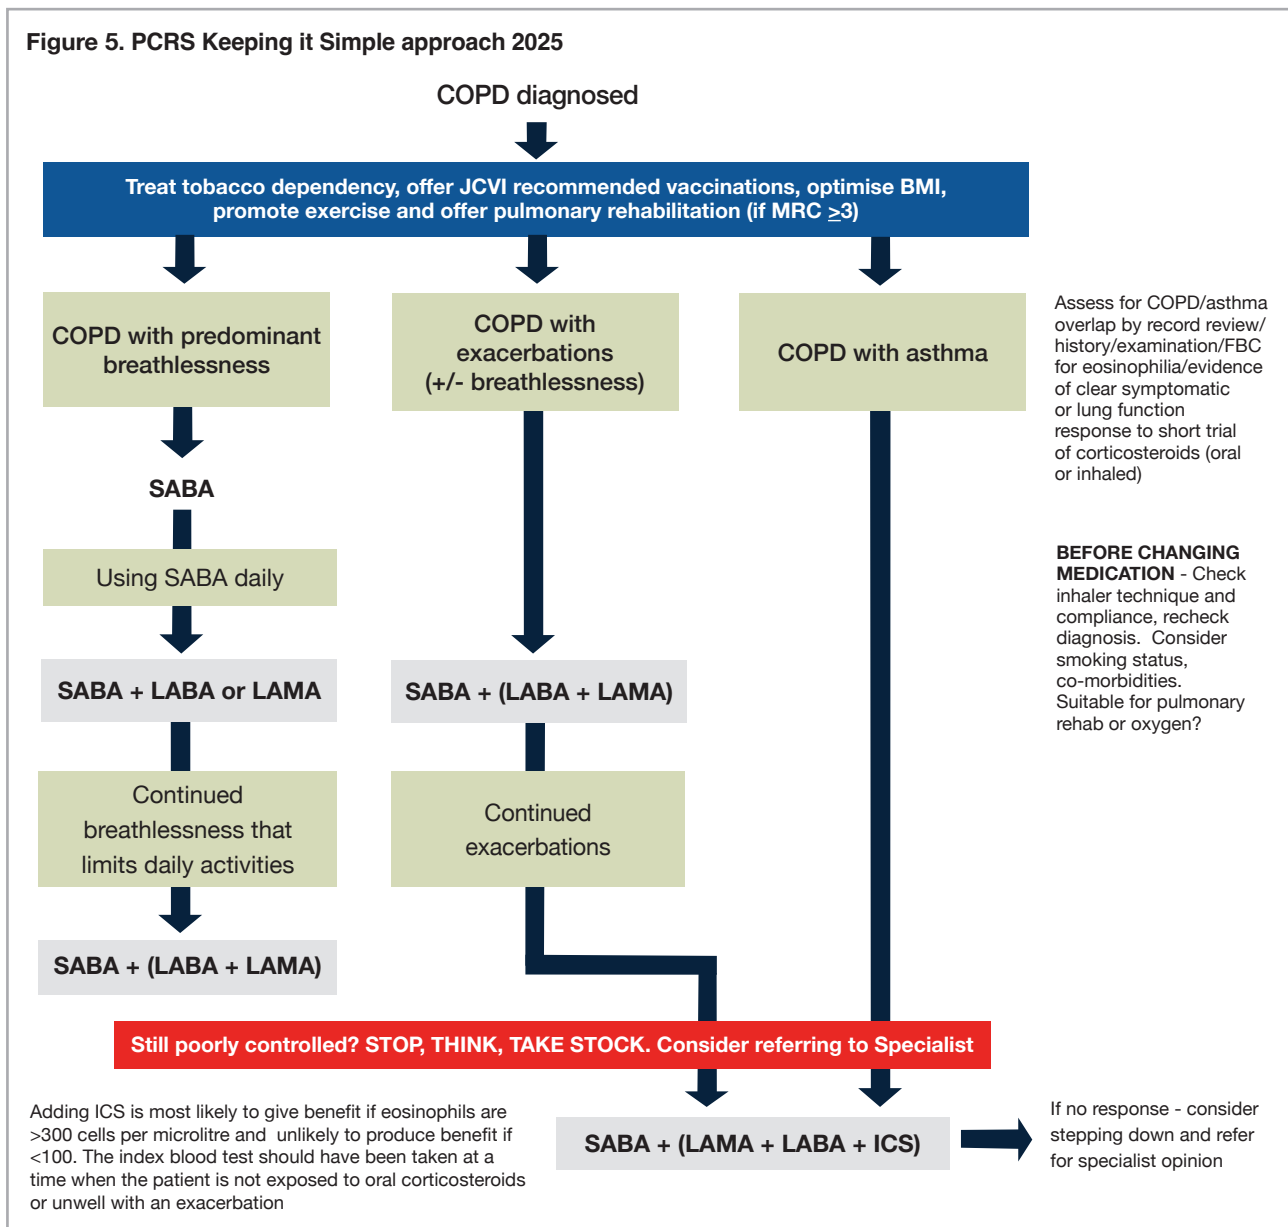 Figure 5. PCRS Keeping it Simple approach 2025
COPD diagnosed
Treat tobacco dependency, offer JCVI recommended vaccinations, optimise BMI,
promote exercise and offer pulmonary rehabilitation (if MRC ≥3)
COPD with predominant
breathlessness
COPD with
exacerbations
(+/- breathlessness)
COPD with asthma
Assess for COPD/asthma
overlap by record review/
history/examination/FBC
for eosinophilia/evidence
of clear symptomatic
or lung function
response to short trial
of corticosteroids (oral
or inhaled)
SABA
Using SABA daily
BEFORE CHANGING
MEDICATION - Check
inhaler technique and
compliance, recheck
diagnosis. Consider
smoking status,
co-morbidities.
Suitable for pulmonary
rehab or oxygen?
SABA + LABA or LAMA
SABA + (LABA + LAMA)
Continued
breathlessness that
limits daily activities
Continued
exacerbations
SABA + (LABA + LAMA)
Still poorly controlled? STOP, THINK, TAKE STOCK. Consider referring to Specialist
Adding ICS is most likely to give benefit if eosinophils are
>300 cells per microlitre and unlikely to produce benefit if
<100. The index blood test should have been taken at a
time when the patient is not exposed to oral corticosteroids
or unwell with an exacerbation
SABA + (LAMA + LABA + ICS)
If no response - consider
stepping down and refer
for specialist opinion